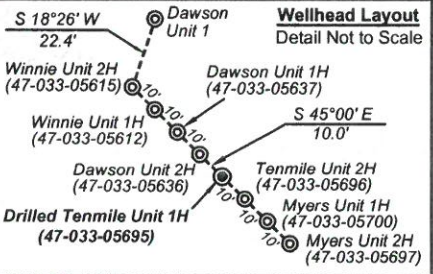 Wellhead Layout
Detail Not to Scale
Dawson
Unit 1
S 18°26' W
22.4'
Winnie Unit 2H
(47-033-05615)
10'
Dawson Unit 1H
(47-033-05637)
10'
Winnie Unit 1H
(47-033-05612)
10'
S 45°00' E
10.0'
10'
Dawson Unit 2H
(47-033-05636)
Tenmile Unit 2H
(47-033-05696)
10'
Drilled Tenmile Unit 1H
(47-033-05695)
Myers Unit 1H
(47-033-05700)
10'
10'
Myers Unit 2H
(47-033-05697)